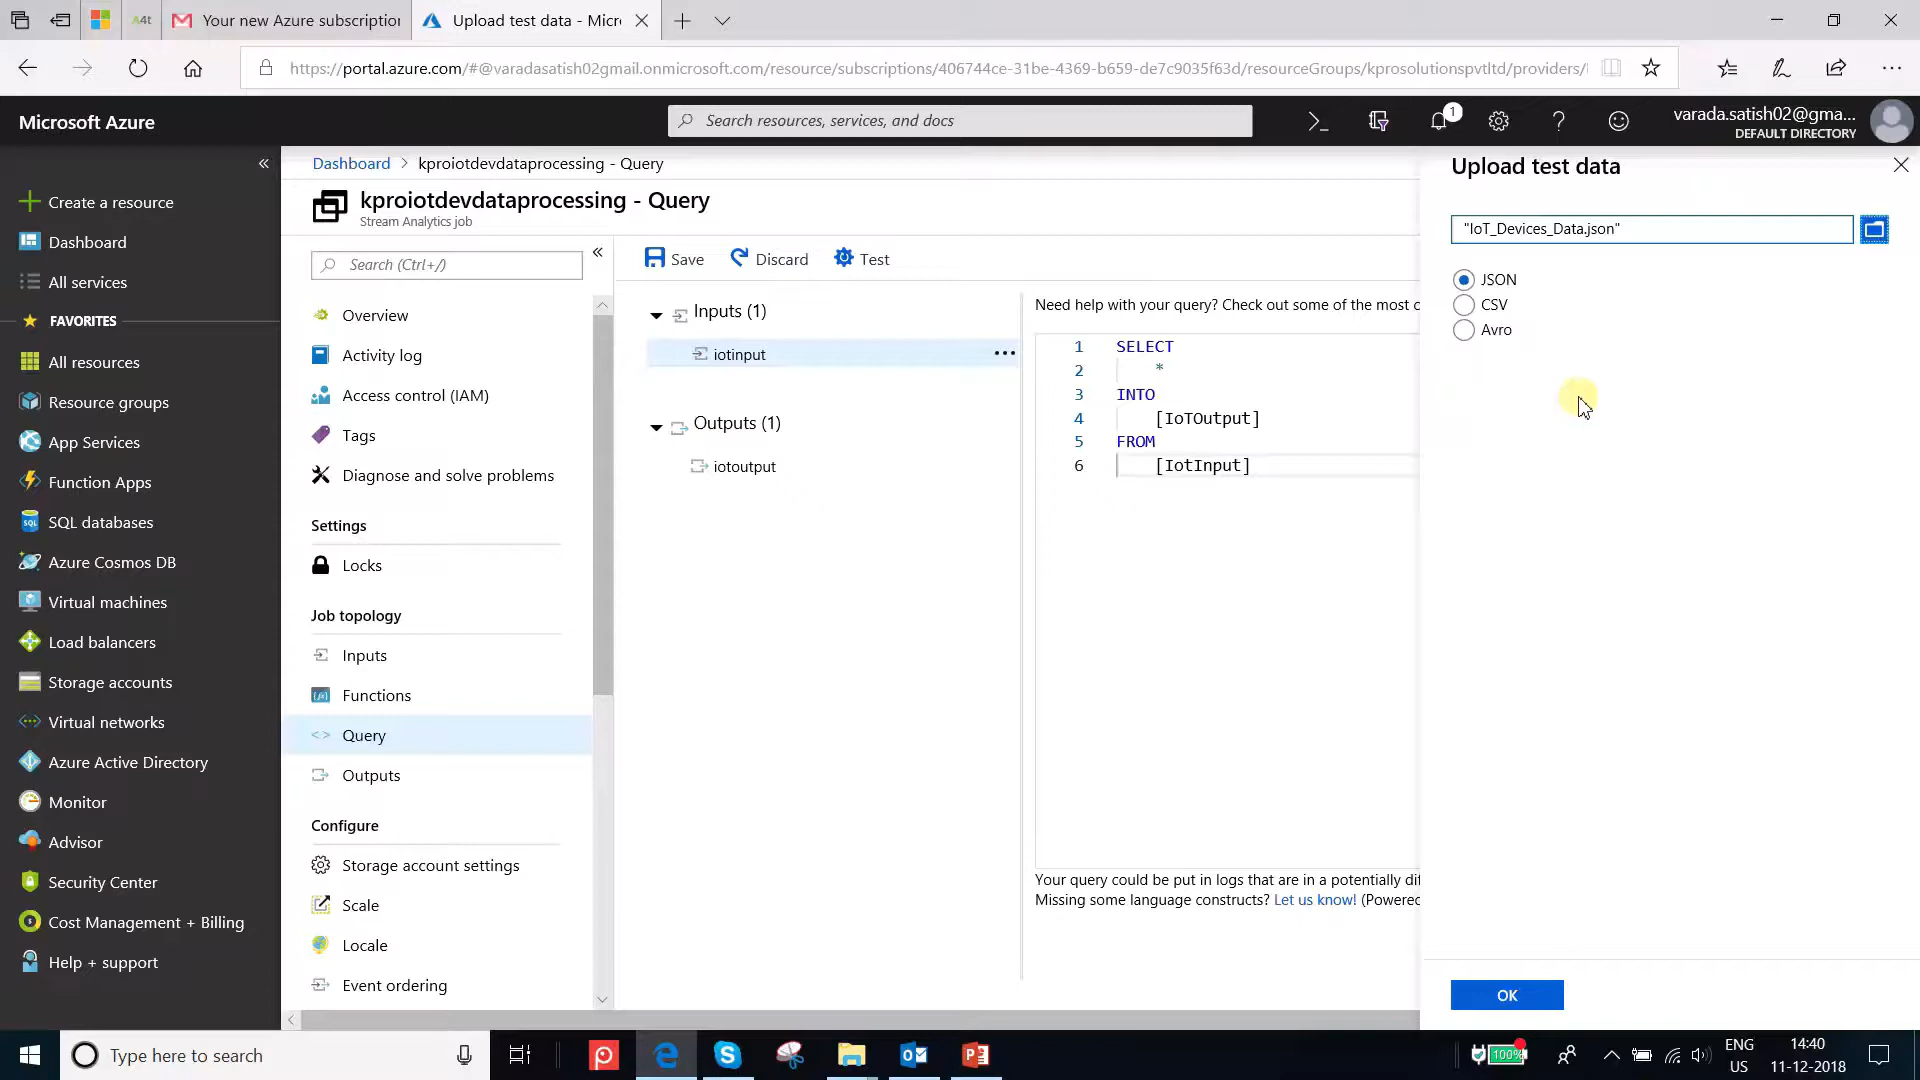 A4t
Your new Azure subscription
Upload test data - Micr
https://portal.azure.com/#@varadasatish02gmail.onmicrosoft.com/resource/subscriptions/406744ce-31be-4369-b659-de7c9035f63d/resourceGroups/kprosolutionspvtltd/providers/
Microsoft Azure
Search resources, services, and docs
1
varada.satish02@gma...
DEFAULT DIRECTORY
Create a resource
Dashboard
All services
FAVORITES
All resources
Resource groups
App Services
Function Apps
SQL databases
Azure Cosmos DB
Virtual machines
Load balancers
Storage accounts
Virtual networks
Azure Active Directory
Monitor
Advisor
Security Center
Cost Management + Billing
Help + support
Dashboard > kproiotdevdataprocessing - Query
kproiotdevdataprocessing - Query
Stream Analytics job
Search (Ctrl+/)
Overview
Activity log
Access control (IAM)
Tags
Diagnose and solve problems
Settings
Locks
Job topology
Inputs
Functions
Query
Outputs
Configure
Storage account settings
Scale
Locale
Event ordering
Save
Discard
Test
Inputs (1)
iotinput
Outputs (1)
iotoutput
Need help with your query? Check out some of the most c
1 SELECT
2 *
3 INTO
4 [IoTOutput]
5 FROM
6 [IotInput]
Your query could be put in logs that are in a potentially dif
Missing some language constructs? Let us know! (Powerec
Upload test data
"IoT_Devices_Data.json"
JSON
CSV
Avro
OK
Type here to search
100%
ENG
US
14:40
11-12-2018